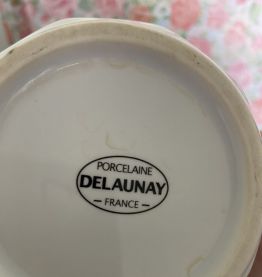 PORCELAINE
DELAUNAY
— FRANCE —